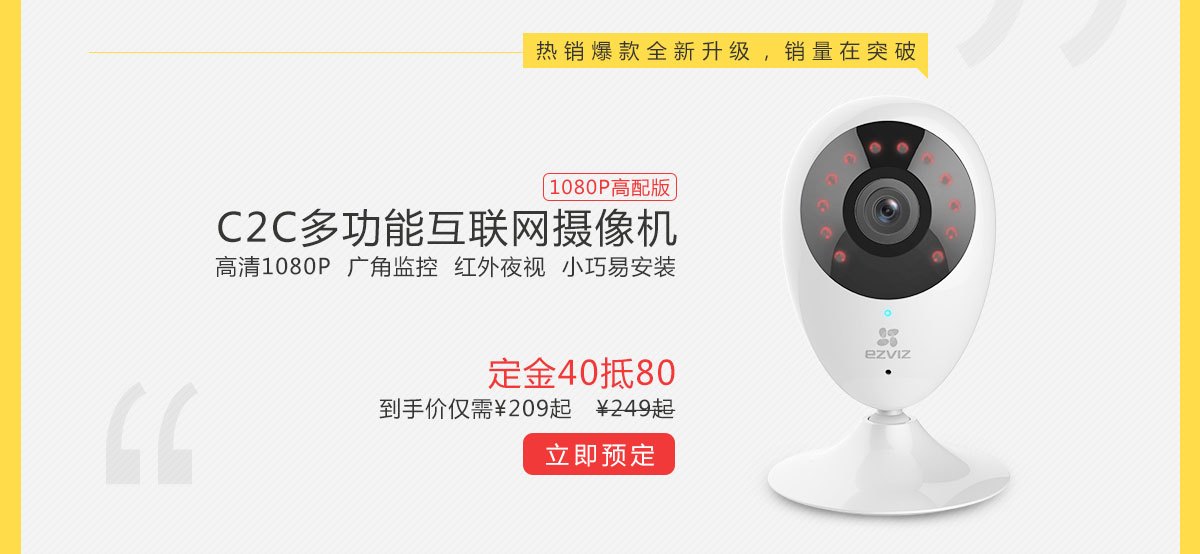 热销爆款全新升级，销量在突破
1080P高配版
C2C多功能互联网摄像机
高清1080P 广角监控 红外夜视 小巧易安装
定金40抵80
到手价仅需¥209起 ¥249起
立即预定
ezviz